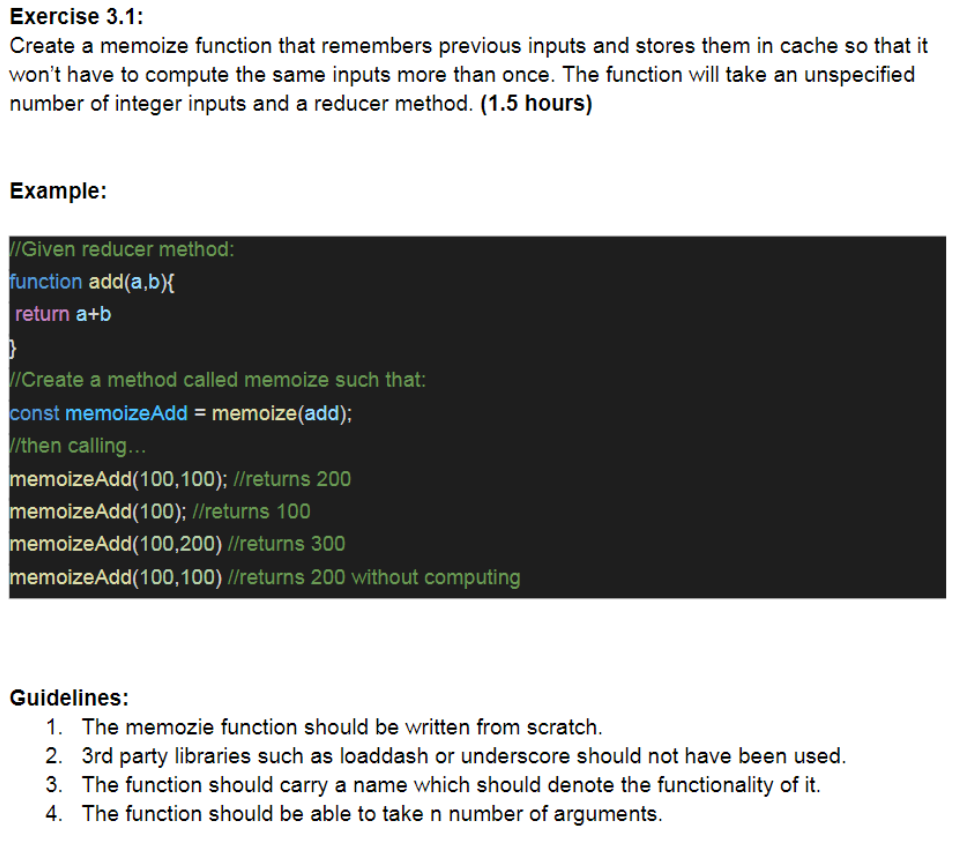 Exercise 3.1:
Create a memoize function that remembers previous inputs and stores them in cache so that it
won't have to compute the same inputs more than once. The function will take an unspecified
number of integer inputs and a reducer method. (1.5 hours)
Example:
//Given reducer method:
function add(a,b){
return a+b
}
//Create a method called memoize such that:
const memoizeAdd = memoize(add);
//then calling...
memoizeAdd(100,100); //returns 200
memoizeAdd(100); //returns 100
memoizeAdd(100,200) //returns 300
memoizeAdd(100,100) //returns 200 without computing
Guidelines:
1. The memozie function should be written from scratch.
2. 3rd party libraries such as loaddash or underscore should not have been used.
3. The function should carry a name which should denote the functionality of it.
4. The function should be able to take n number of arguments.